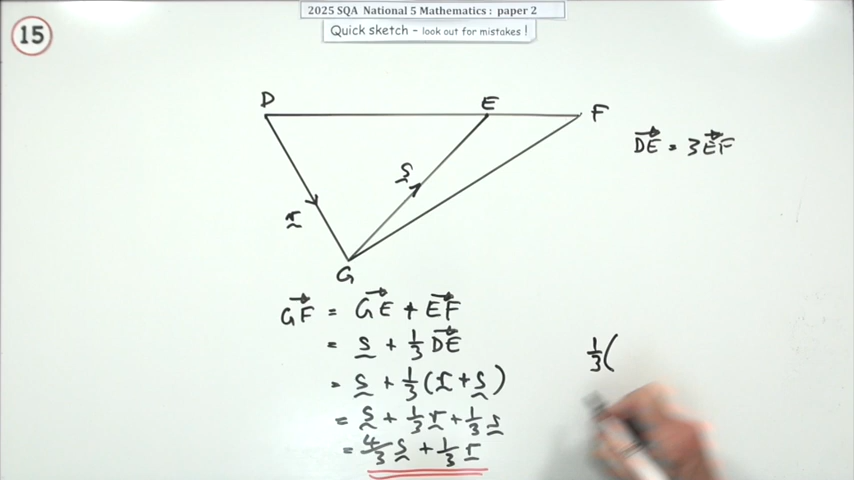 2025 SQA National 5 Mathematics : paper 2
Quick sketch - look out for mistakes !
15
D E F
DE = 3EF
s
r
G
GF = GE + EF
= s + 1/3 DE
= s + 1/3 (r + s)
= s + 1/3 r + 1/3 s
= 4/3 s + 1/3 r
1/3 (